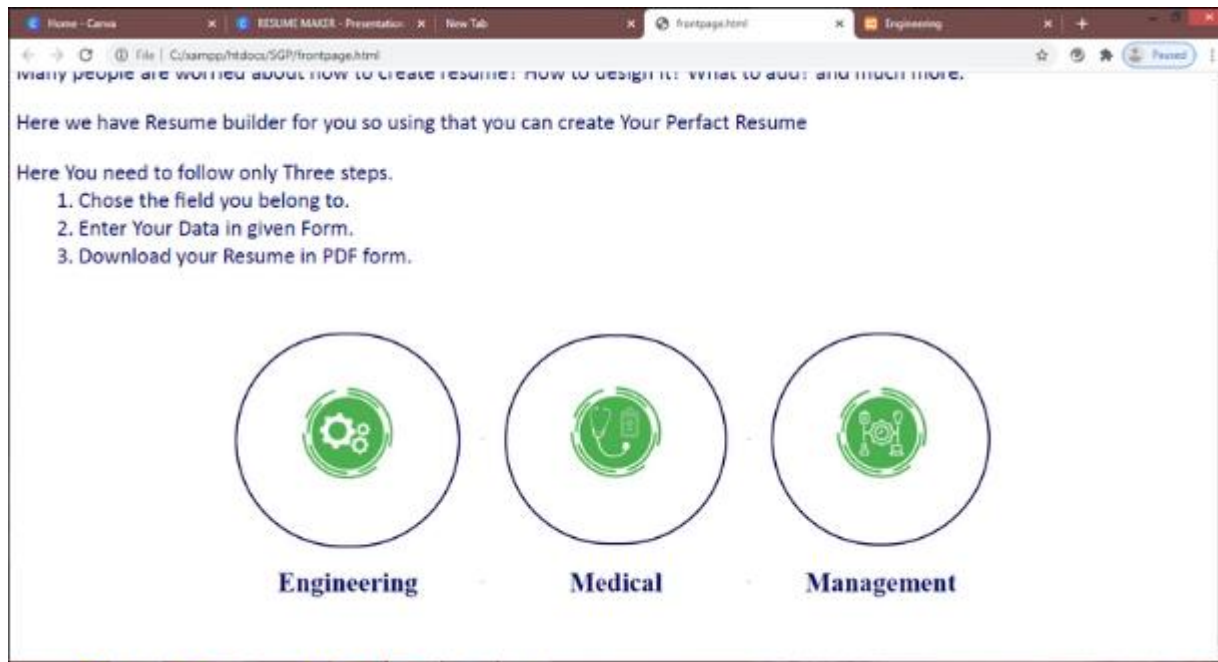 Home - Canva
RESUME MAKER - Presentation
New Tab
frontpage.html
Engineering
File | C:/xampp/htdocs/SGP/frontpage.html
Paused
Many people are worried about how to create resume? How to design it? What to add? and much more.
Here we have Resume builder for you so using that you can create Your Perfact Resume
Here You need to follow only Three steps.
1. Chose the field you belong to.
2. Enter Your Data in given Form.
3. Download your Resume in PDF form.
Engineering Medical Management